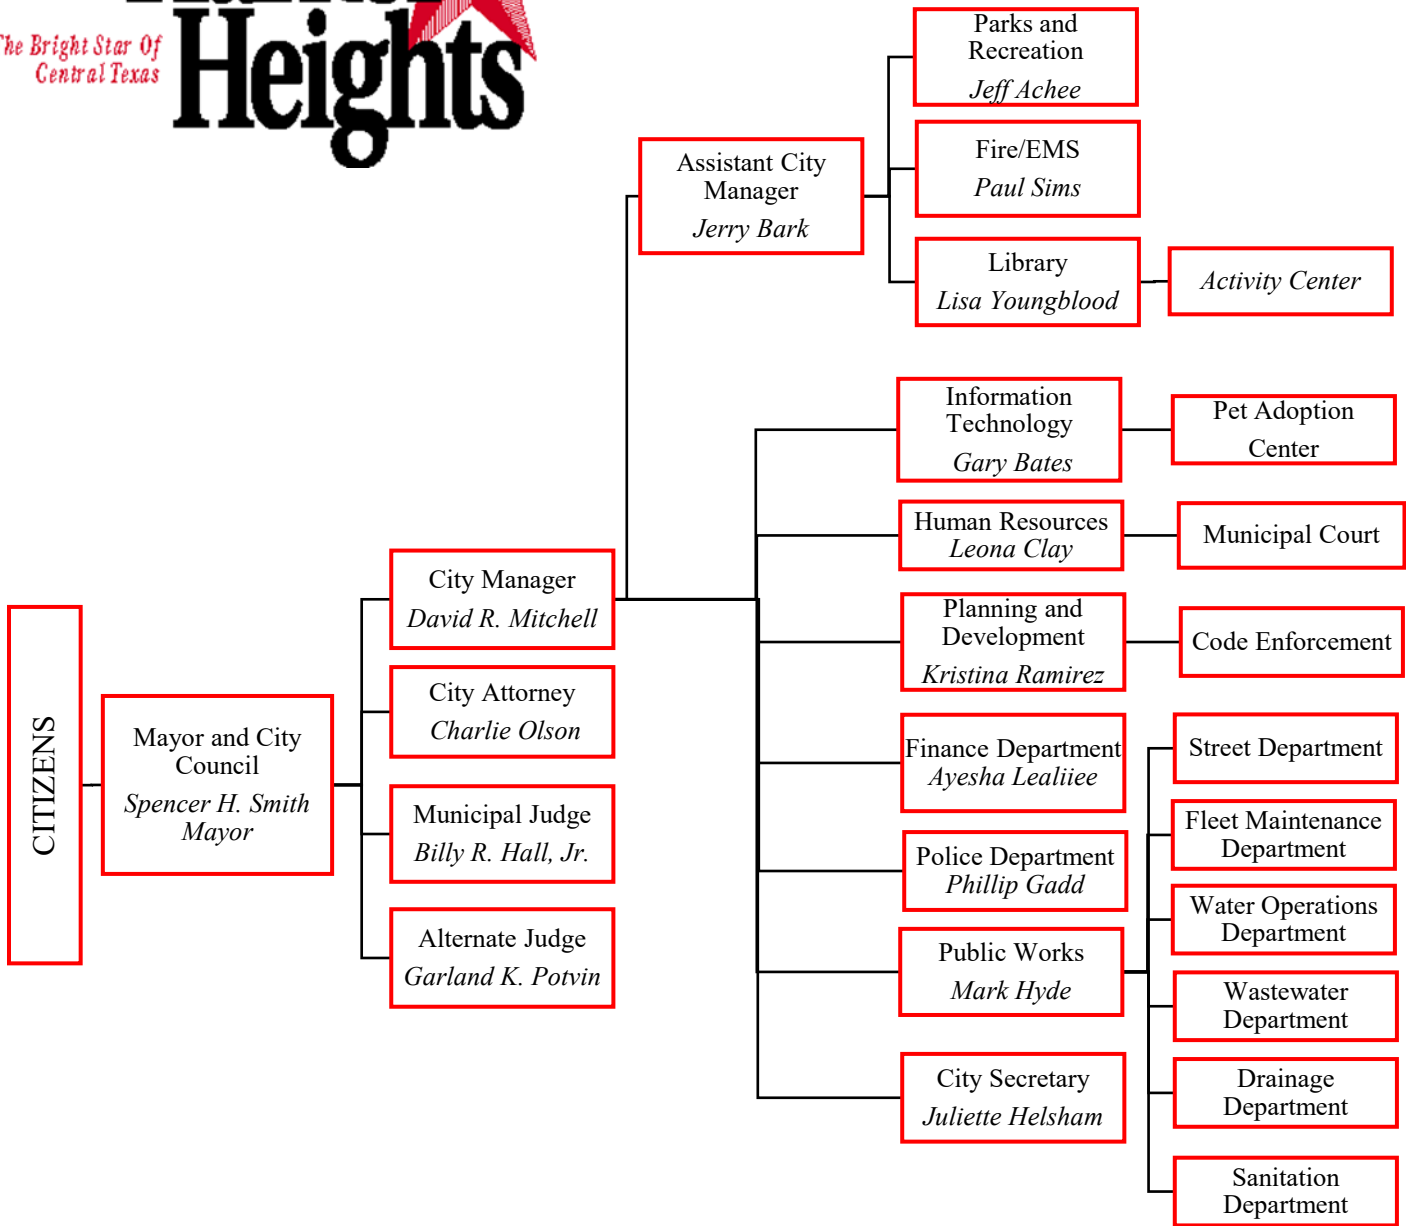 The Bright Star Of
Central Texas
Heights
Parks and
Recreation
Jeff Achee
Assistant City
Manager
Jerry Bark
Fire/EMS
Paul Sims
Library
Lisa Youngblood
Activity Center
Information
Technology
Gary Bates
Pet Adoption
Center
Human Resources
Leona Clay
Municipal Court
City Manager
David R. Mitchell
Planning and
Development
Kristina Ramirez
Code Enforcement
CITIZENS
Mayor and City
Council
Spencer H. Smith
Mayor
City Attorney
Charlie Olson
Municipal Judge
Billy R. Hall, Jr.
Alternate Judge
Garland K. Potvin
Finance Department
Ayesha Lealiiee
Police Department
Phillip Gadd
Public Works
Mark Hyde
City Secretary
Juliette Helsham
Street Department
Fleet Maintenance
Department
Water Operations
Department
Wastewater
Department
Drainage
Department
Sanitation
Department